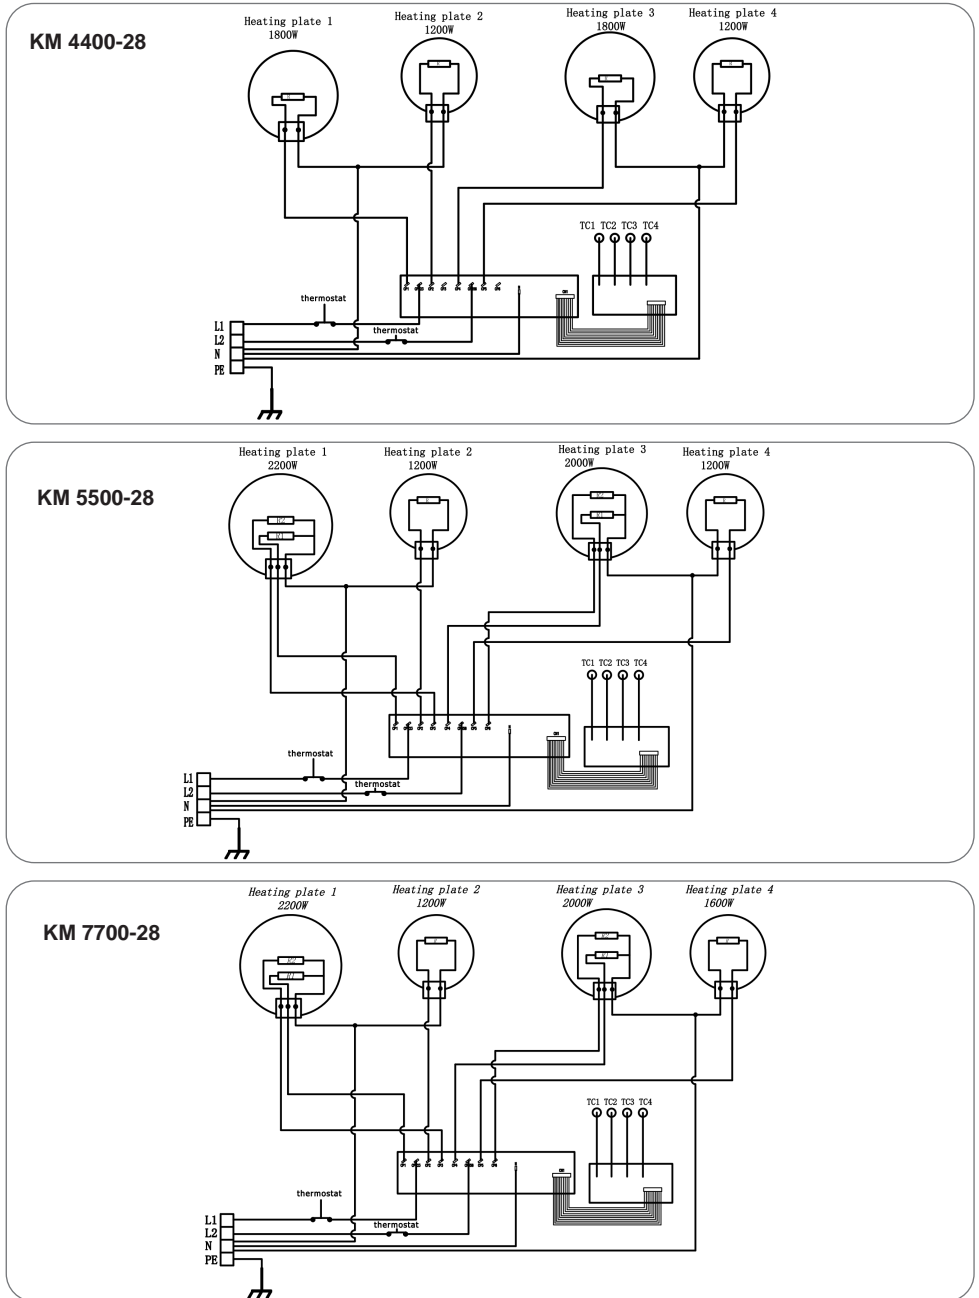 KM 4400-28
Heating plate 1
1800W
Heating plate 2
1200W
Heating plate 3
1800W
Heating plate 4
1200W
TC1 TC2 TC3 TC4
thermostat
thermostat
L1
L2
N
PE
KM 5500-28
Heating plate 1
2200W
Heating plate 2
1200W
Heating plate 3
2000W
Heating plate 4
1200W
TC1 TC2 TC3 TC4
thermostat
thermostat
L1
L2
N
PE
KM 7700-28
Heating plate 1
2200W
Heating plate 2
1200W
Heating plate 3
2000W
Heating plate 4
1600W
TC1 TC2 TC3 TC4
thermostat
thermostat
L1
L2
N
PE